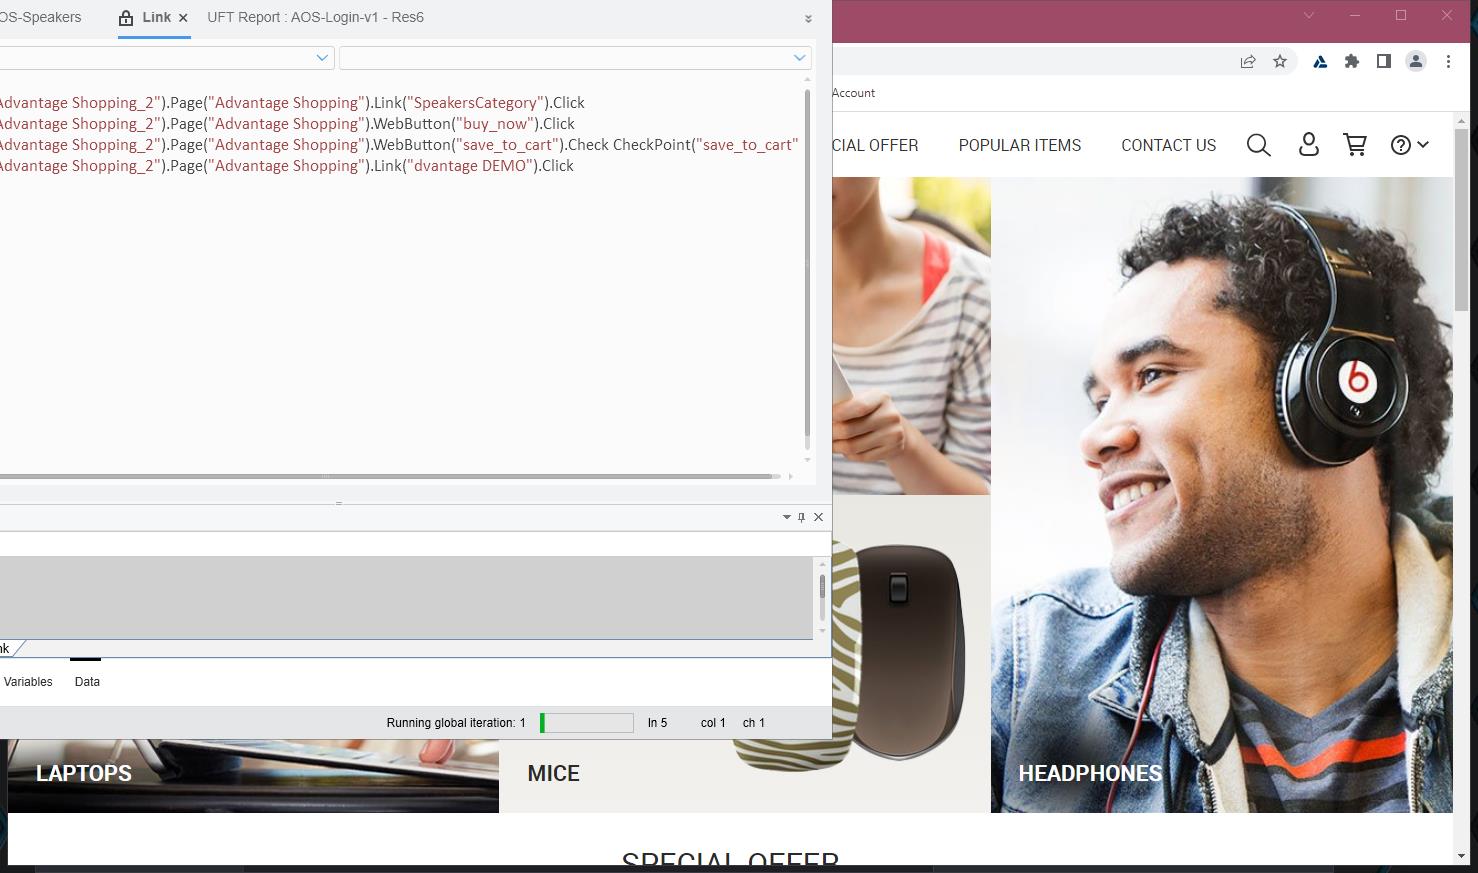 OS-Speakers
Link
UFT Report : AOS-Login-v1 - Res6
Advantage Shopping_2").Page("Advantage Shopping").Link("SpeakersCategory").Click
Advantage Shopping_2").Page("Advantage Shopping").WebButton("buy_now").Click
Advantage Shopping_2").Page("Advantage Shopping").WebButton("save_to_cart").Check CheckPoint("save_to_cart"
Advantage Shopping_2").Page("Advantage Shopping").Link("dvantage DEMO").Click
Account
CIAL OFFER
POPULAR ITEMS
CONTACT US
b
nk
Variables
Data
Running global iteration: 1
ln 5
col 1
ch 1
LAPTOPS
MICE
HEADPHONES
SPECIAL OFFER